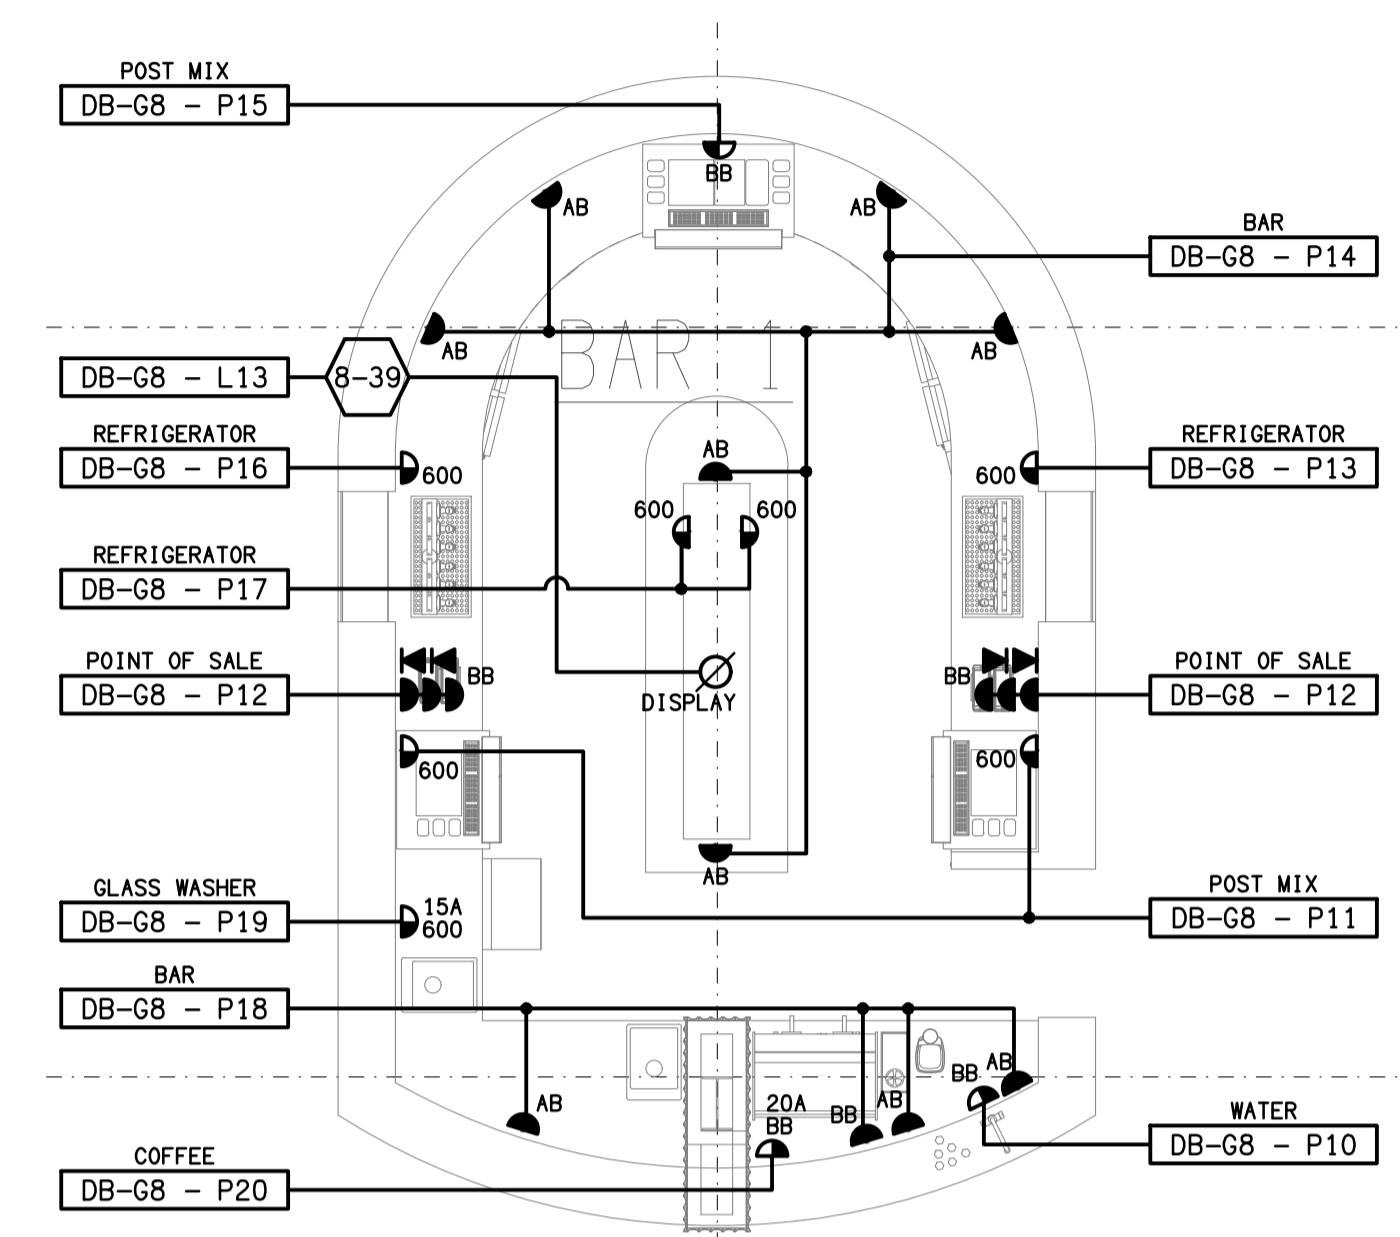 POST MIX
DB-G8 - P15
BB
AB
AB
BAR
DB-G8 - P14
AB
AB
BAR 1
DB-G8 - L13
8-39
REFRIGERATOR
DB-G8 - P16
600
AB
600
REFRIGERATOR
DB-G8 - P13
600
600
REFRIGERATOR
DB-G8 - P17
POINT OF SALE
DB-G8 - P12
BB
DISPLAY
BB
POINT OF SALE
DB-G8 - P12
600
600
AB
GLASS WASHER
DB-G8 - P19
15A
600
POST MIX
DB-G8 - P11
BAR
DB-G8 - P18
AB
20A
BB
BB
AB
BB
AB
WATER
DB-G8 - P10
COFFEE
DB-G8 - P20